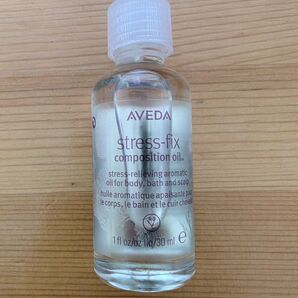 AVEDA
stress-fix
composition oil™
stress-relieving aromatic
oil for body, bath and scalp
huile aromatique apaisante pour
le corps, le bain et le cuir chevelu
1 fl oz/oz liq/30 ml e